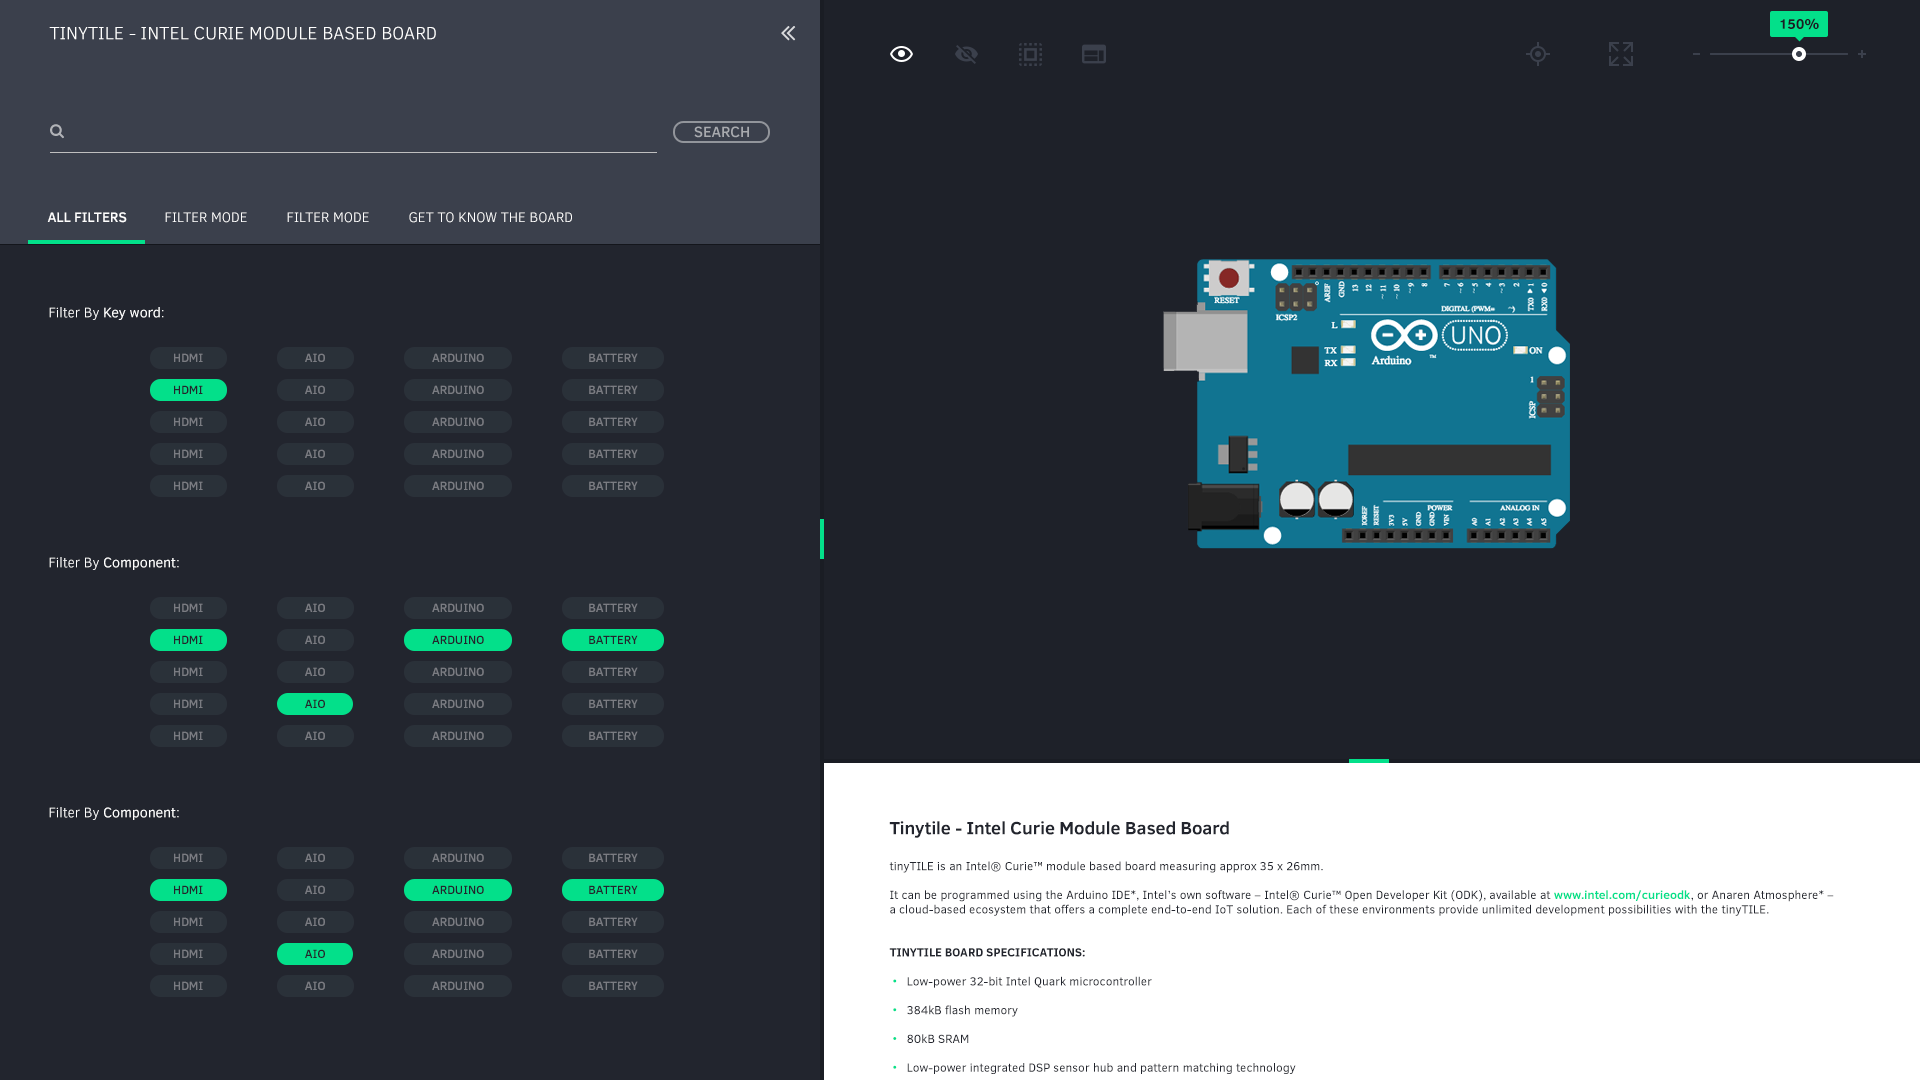 TINYTILE - INTEL CURIE MODULE BASED BOARD
SEARCH
ALL FILTERS FILTER MODE FILTER MODE GET TO KNOW THE BOARD
Filter By Key word:
HDMI AIO ARDUINO BATTERY
HDMI AIO ARDUINO BATTERY
HDMI AIO ARDUINO BATTERY
HDMI AIO ARDUINO BATTERY
HDMI AIO ARDUINO BATTERY
Filter By Component:
HDMI AIO ARDUINO BATTERY
HDMI AIO ARDUINO BATTERY
HDMI AIO ARDUINO BATTERY
HDMI AIO ARDUINO BATTERY
HDMI AIO ARDUINO BATTERY
Filter By Component:
HDMI AIO ARDUINO BATTERY
HDMI AIO ARDUINO BATTERY
HDMI AIO ARDUINO BATTERY
HDMI AIO ARDUINO BATTERY
HDMI AIO ARDUINO BATTERY
150%
- +
RESET
ICSP2
AREF GND 13 12 ~11 ~10 ~9 8 7 ~6 ~5 4 ~3 2 TX0 ▶ 1 RX0 ◀ 0
DIGITAL (PWM=
L
TX
RX
UNO
Arduino ™
ON
1
ICSP
POWER
ANALOG IN
IOREF RESET 3V3 5V GND GND VIN A0 A1 A2 A3 A4 A5
Tinytile - Intel Curie Module Based Board
tinyTILE is an Intel® Curie™ module based board measuring approx 35 x 26mm.
It can be programmed using the Arduino IDE*, Intel's own software – Intel® Curie™ Open Developer Kit (ODK), available at www.intel.com/curieodk, or Anaren Atmosphere* –
a cloud-based ecosystem that offers a complete end-to-end IoT solution. Each of these environments provide unlimited development possibilities with the tinyTILE.
TINYTILE BOARD SPECIFICATIONS:
• Low-power 32-bit Intel Quark microcontroller
• 384kB flash memory
• 80kB SRAM
• Low-power integrated DSP sensor hub and pattern matching technology